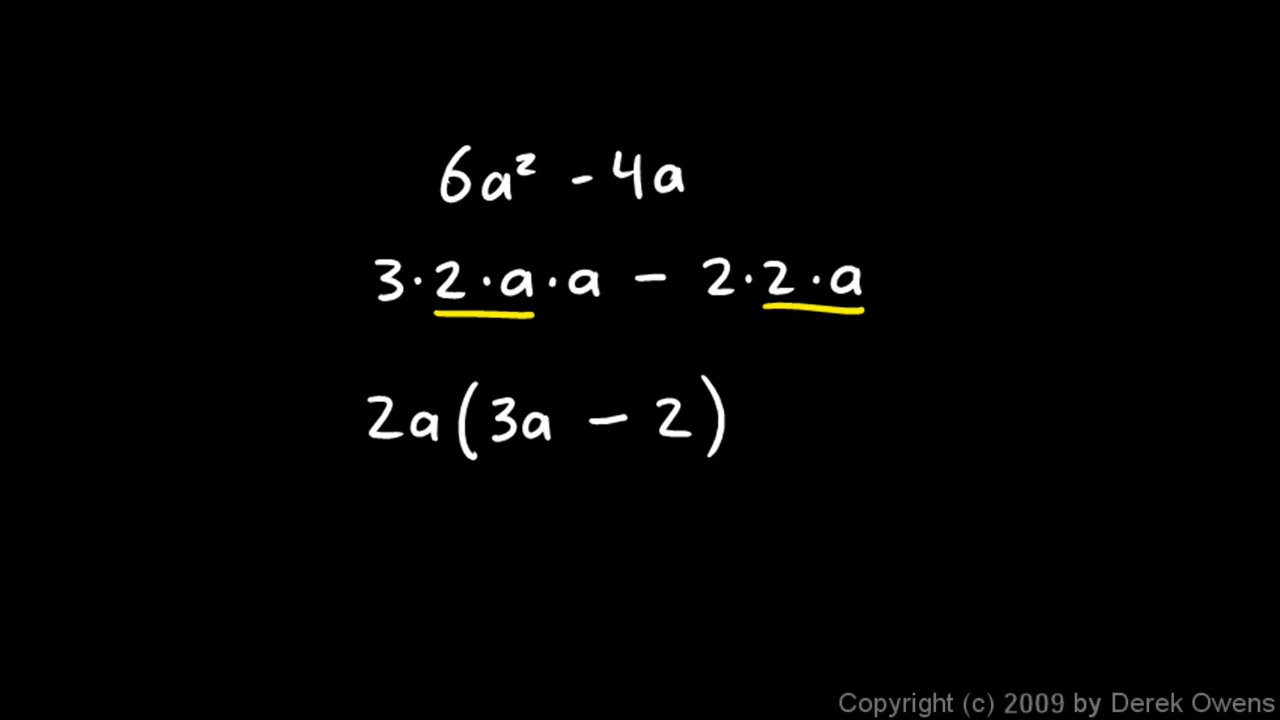 6a² - 4a
3·2·a·a - 2·2·a
2a(3a - 2)
Copyright (c) 2009 by Derek Owens